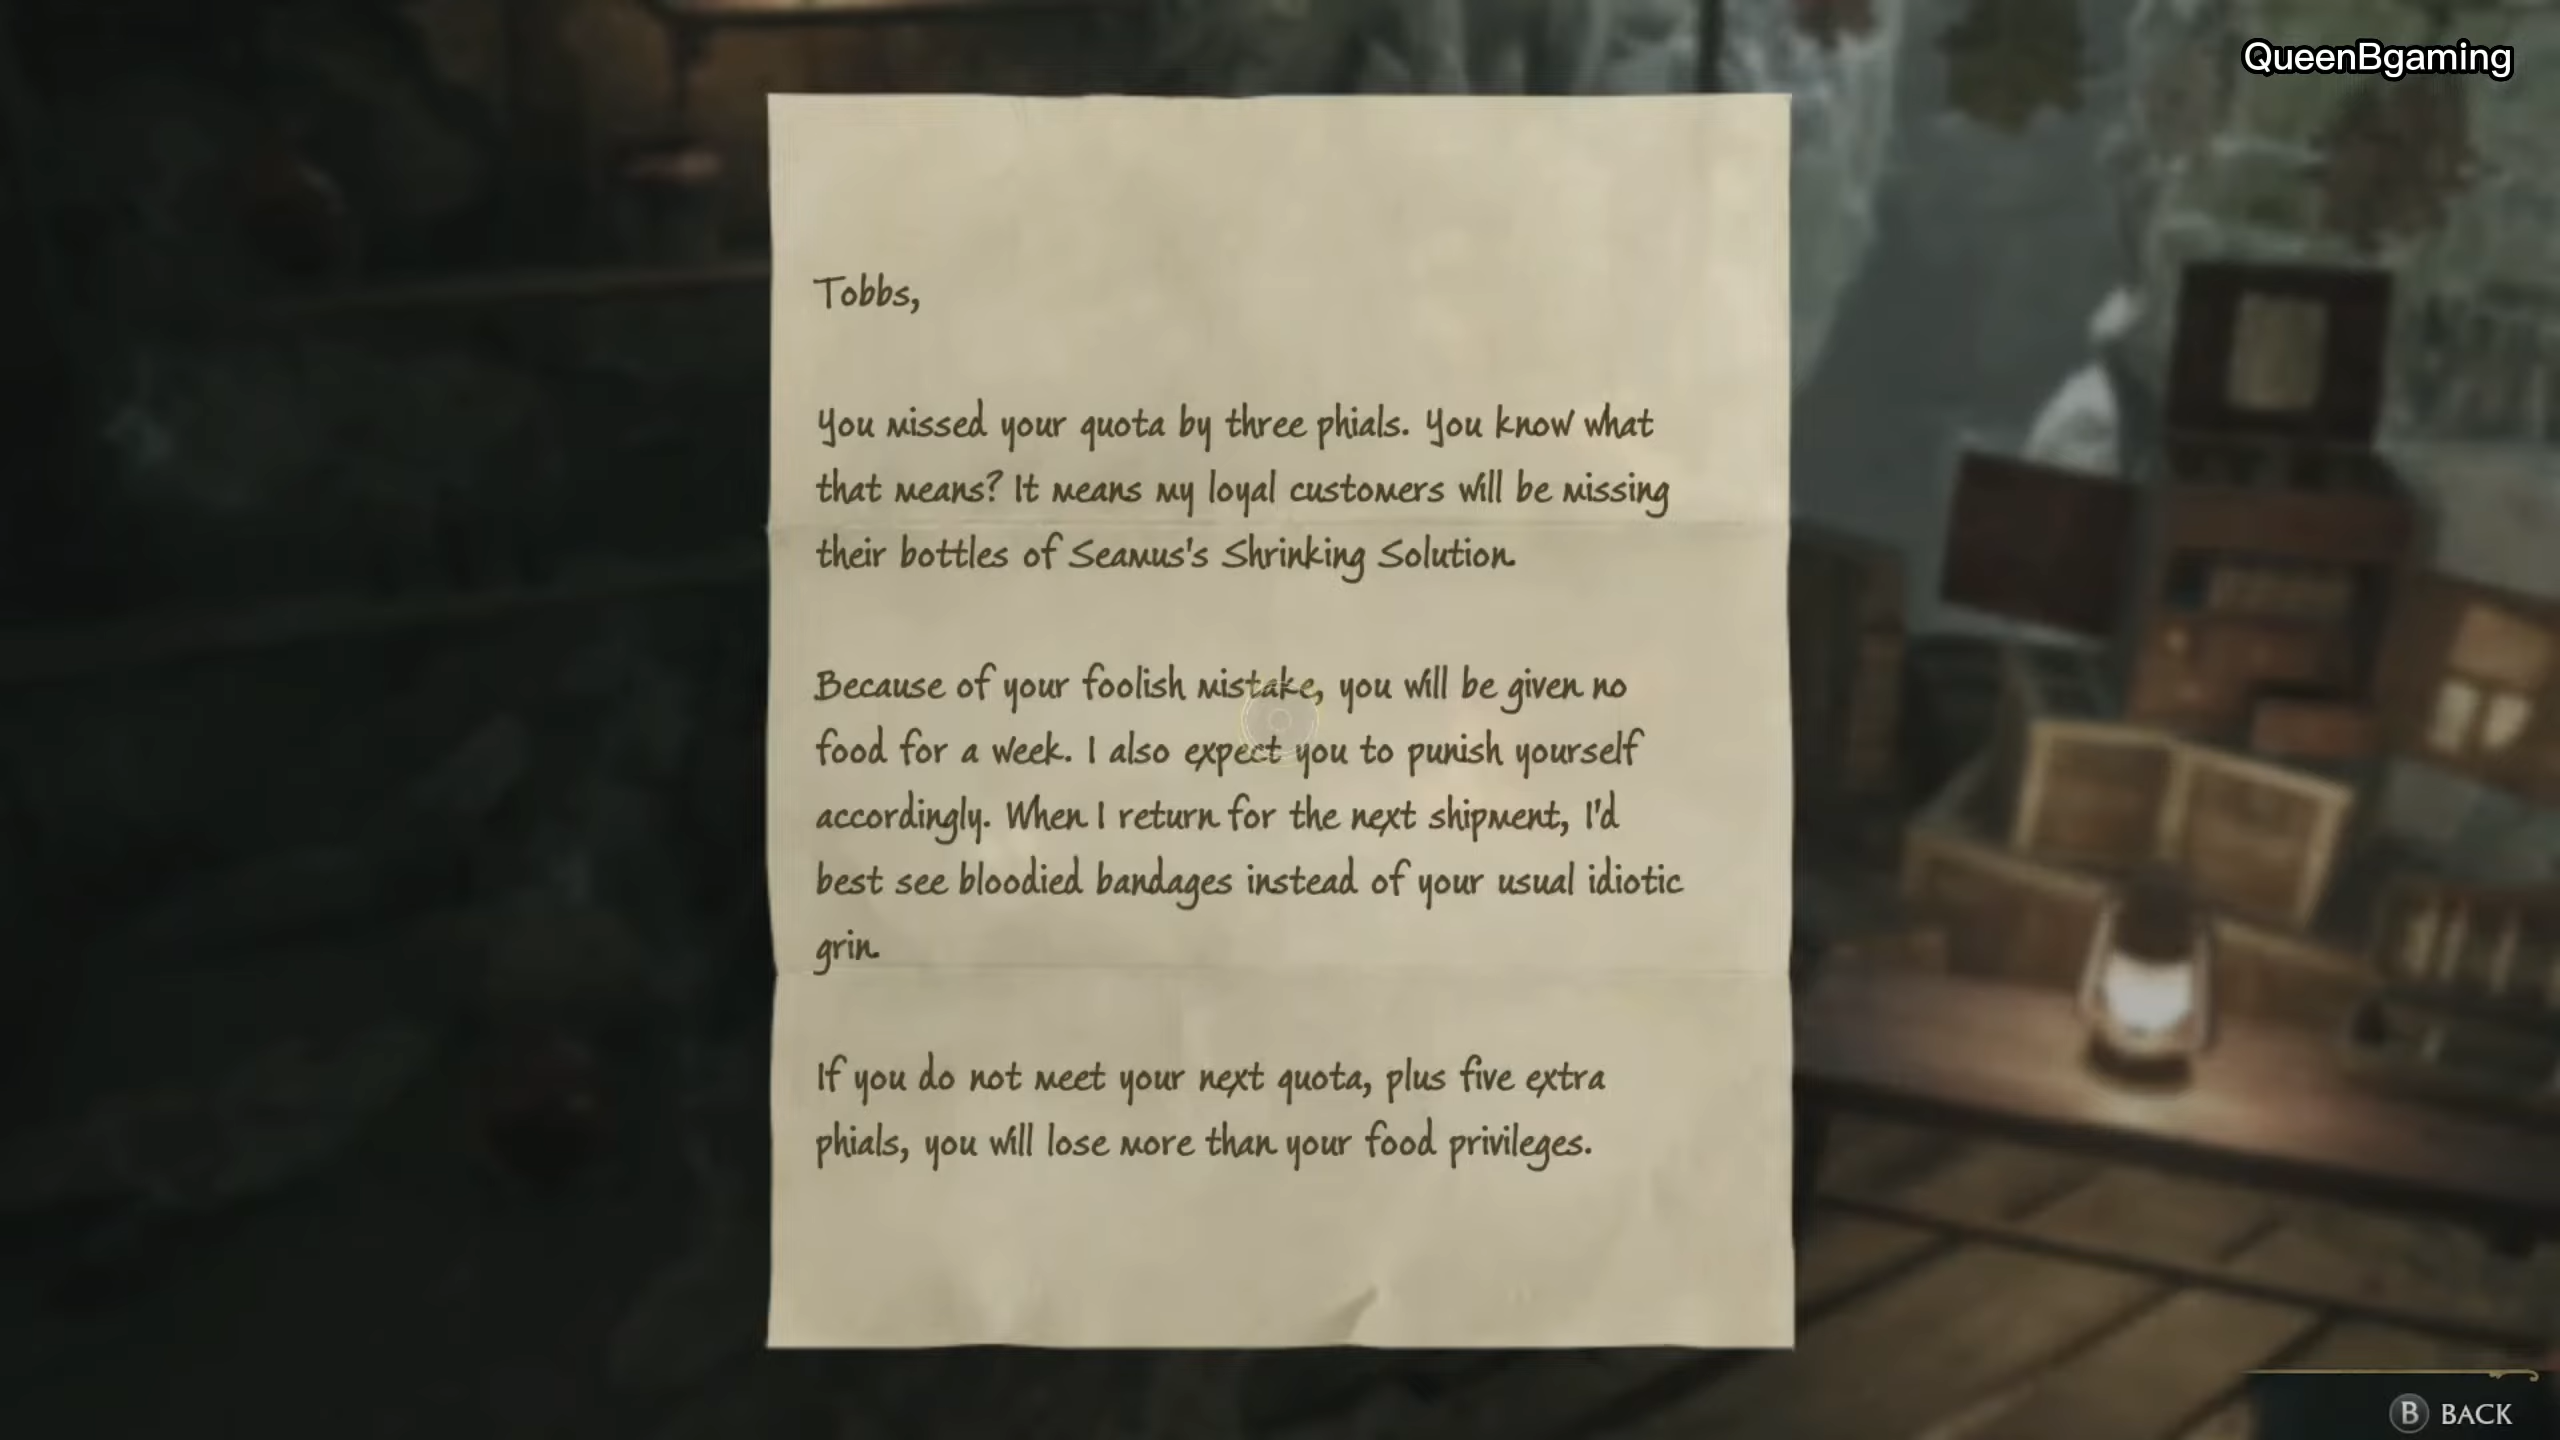 QueenBgaming
Tobbs,
You missed your quota by three phials. You know what
that means? It means my loyal customers will be missing
their bottles of Seamus's Shrinking Solution.
Because of your foolish mistake, you will be given no
food for a week. I also expect you to punish yourself
accordingly. When I return for the next shipment, I'd
best see bloodied bandages instead of your usual idiotic
grin.
If you do not meet your next quota, plus five extra
phials, you will lose more than your food privileges.
B BACK